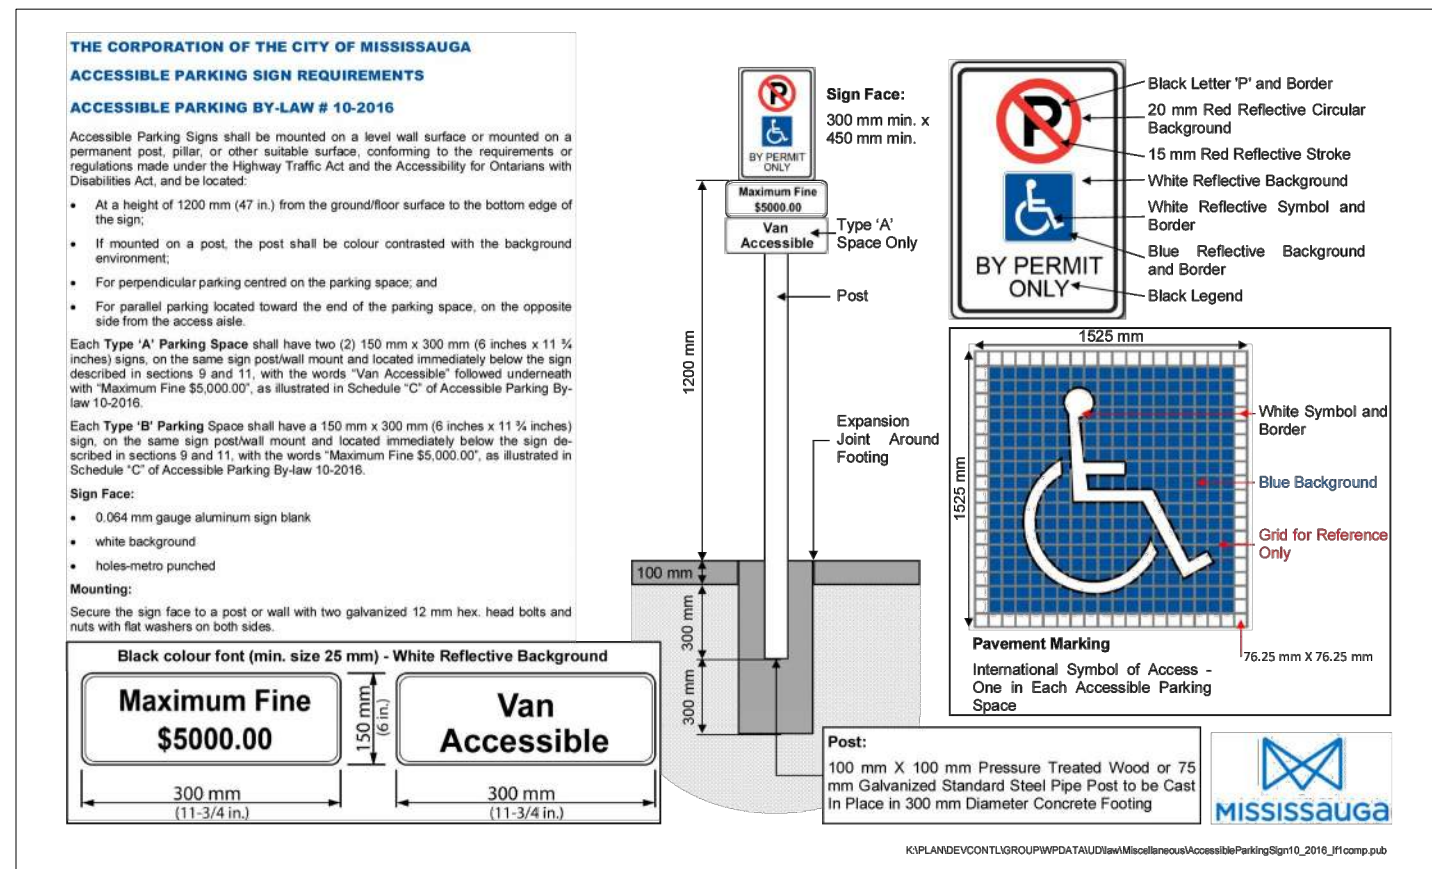 THE CORPORATION OF THE CITY OF MISSISSAUGA
ACCESSIBLE PARKING SIGN REQUIREMENTS
ACCESSIBLE PARKING BY-LAW # 10-2016
Accessible Parking Signs shall be mounted on a level wall surface or mounted on a
permanent post, pillar, or other suitable surface, conforming to the requirements or
regulations made under the Highway Traffic Act and the Accessibility for Ontarians with
Disabilities Act, and be located:
• At a height of 1200 mm (47 in.) from the ground/floor surface to the bottom edge of
the sign;
• If mounted on a post, the post shall be colour contrasted with the background
environment;
• For perpendicular parking centred on the parking space; and
• For parallel parking located toward the end of the parking space, on the opposite
side from the access aisle.
Each Type ‘A’ Parking Space shall have two (2) 150 mm x 300 mm (6 inches x 11 ¾
inches) signs, on the same sign post/wall mount and located immediately below the sign
described in sections 9 and 11, with the words “Van Accessible” followed underneath
with “Maximum Fine $5,000.00”, as illustrated in Schedule “C” of Accessible Parking By-
law 10-2016.
Each Type ‘B’ Parking Space shall have a 150 mm x 300 mm (6 inches x 11 ¾ inches)
sign, on the same sign post/wall mount and located immediately below the sign de-
scribed in sections 9 and 11, with the words “Maximum Fine $5,000.00”, as illustrated in
Schedule “C” of Accessible Parking By-law 10-2016.
Sign Face:
• 0.064 mm gauge aluminum sign blank
• white background
• holes-metro punched
Mounting:
Secure the sign face to a post or wall with two galvanized 12 mm hex. head bolts and
nuts with flat washers on both sides.
Black colour font (min. size 25 mm) - White Reflective Background
Maximum Fine
$5000.00
150 mm
(6 in.)
Van
Accessible
300 mm
(11-3/4 in.)
300 mm
(11-3/4 in.)
P
BY PERMIT
ONLY
Maximum Fine
$5000.00
Van
Accessible
Sign Face:
300 mm min. x
450 mm min.
Type ‘A’
Space Only
Post
1200 mm
Expansion
Joint Around
Footing
100 mm
300 mm
300 mm
Post:
100 mm X 100 mm Pressure Treated Wood or 75
mm Galvanized Standard Steel Pipe Post to be Cast
In Place in 300 mm Diameter Concrete Footing
P
BY PERMIT
ONLY
Black Letter 'P' and Border
20 mm Red Reflective Circular
Background
15 mm Red Reflective Stroke
White Reflective Background
White Reflective Symbol and
Border
Blue Reflective Background
and Border
Black Legend
1525 mm
1525 mm
White Symbol and
Border
Blue Background
Grid for Reference
Only
76.25 mm X 76.25 mm
Pavement Marking
International Symbol of Access -
One in Each Accessible Parking
Space
MISSISSauGa
K:\PLAN\DEVCONTL\GROUP\WPDATA\UD\law\Miscellaneous\AccessibleParkingSign10_2016_lf1comp.pub